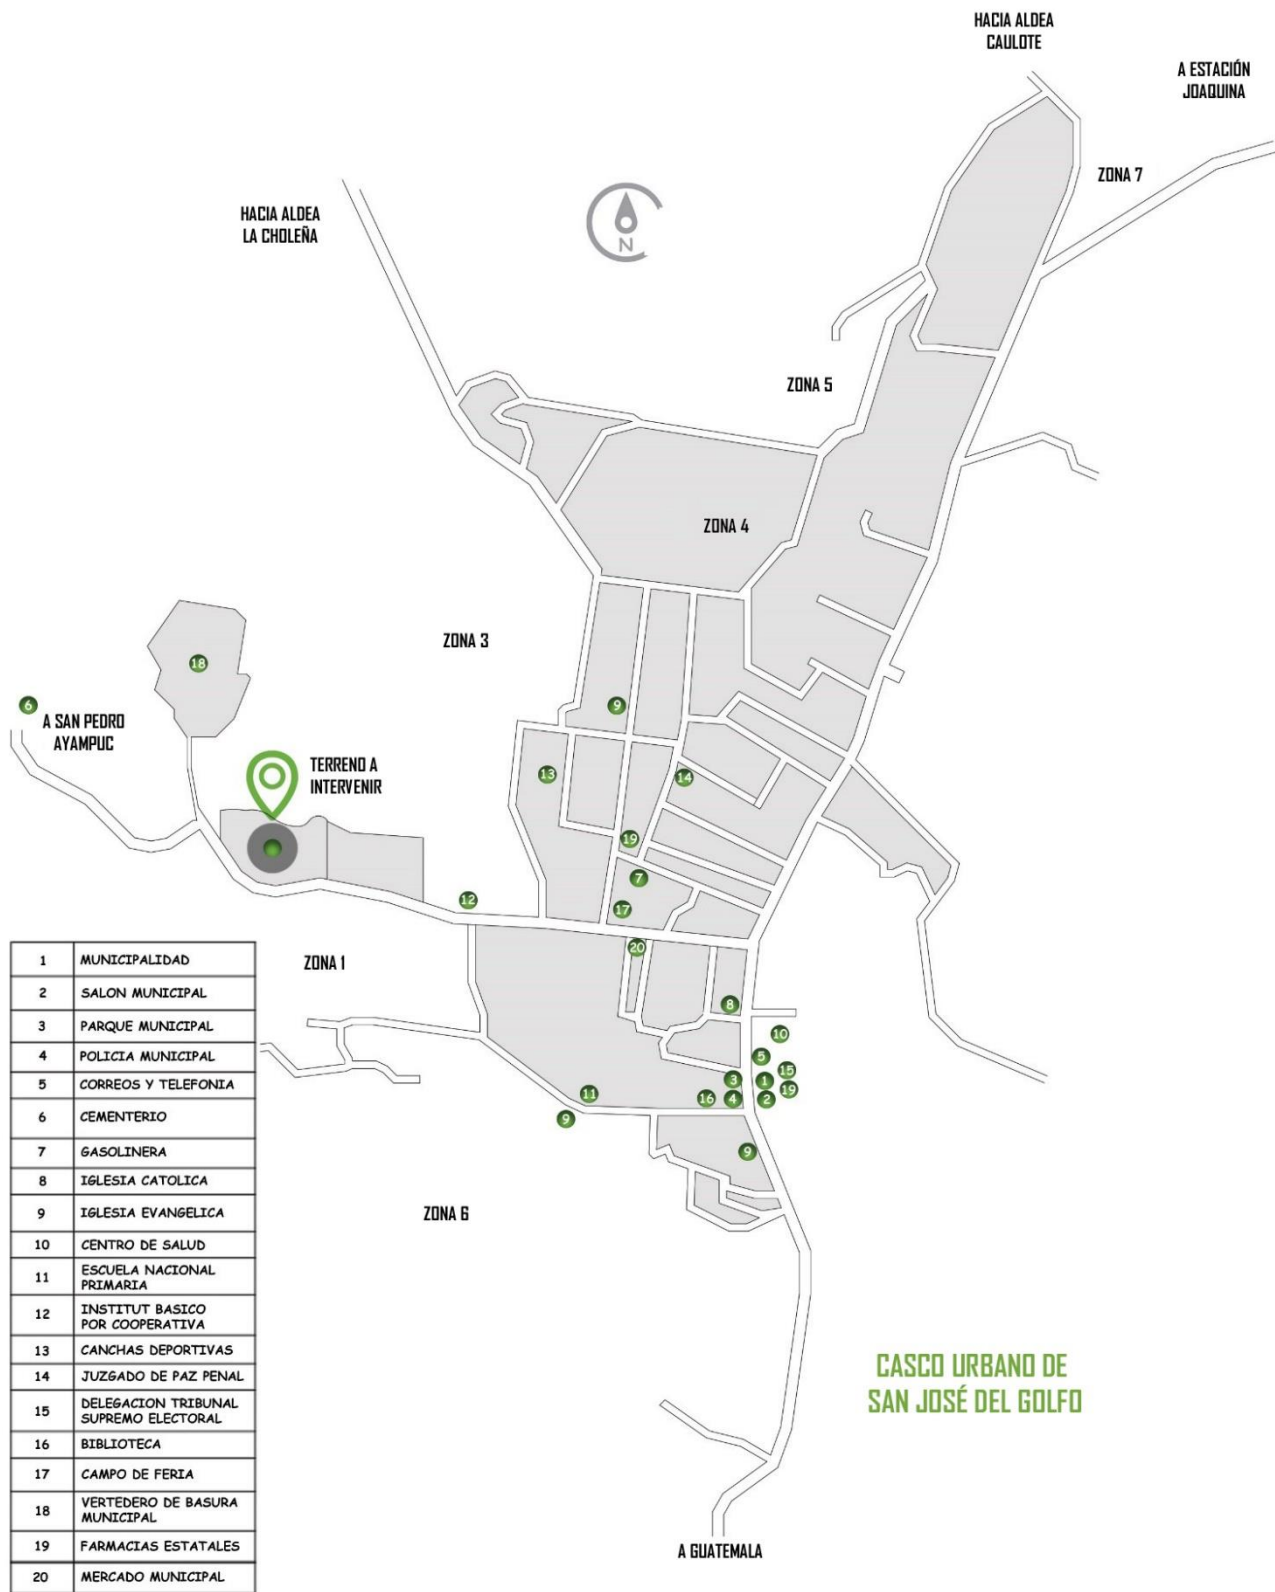 HACIA ALDEA
CAULOTE
A ESTACIÓN
JOAQUINA
ZONA 7
HACIA ALDEA
LA CHOLEÑA
N
ZONA 5
ZONA 4
ZONA 3
18
9
6
A SAN PEDRO
AYAMPUC
TERRENO A
INTERVENIR
13
14
19
7
12
17
20
ZONA 1
8
10
5
15
3
1
19
11
16
4
2
9
9
ZONA 6
1 MUNICIPALIDAD
2 SALON MUNICIPAL
3 PARQUE MUNICIPAL
4 POLICIA MUNICIPAL
5 CORREOS Y TELEFONIA
6 CEMENTERIO
7 GASOLINERA
8 IGLESIA CATOLICA
9 IGLESIA EVANGELICA
10 CENTRO DE SALUD
11 ESCUELA NACIONAL
PRIMARIA
12 INSTITUT BASICO
POR COOPERATIVA
13 CANCHAS DEPORTIVAS
14 JUZGADO DE PAZ PENAL
15 DELEGACION TRIBUNAL
SUPREMO ELECTORAL
16 BIBLIOTECA
17 CAMPO DE FERIA
18 VERTEDERO DE BASURA
MUNICIPAL
19 FARMACIAS ESTATALES
20 MERCADO MUNICIPAL
CASCO URBANO DE
SAN JOSÉ DEL GOLFO
A GUATEMALA